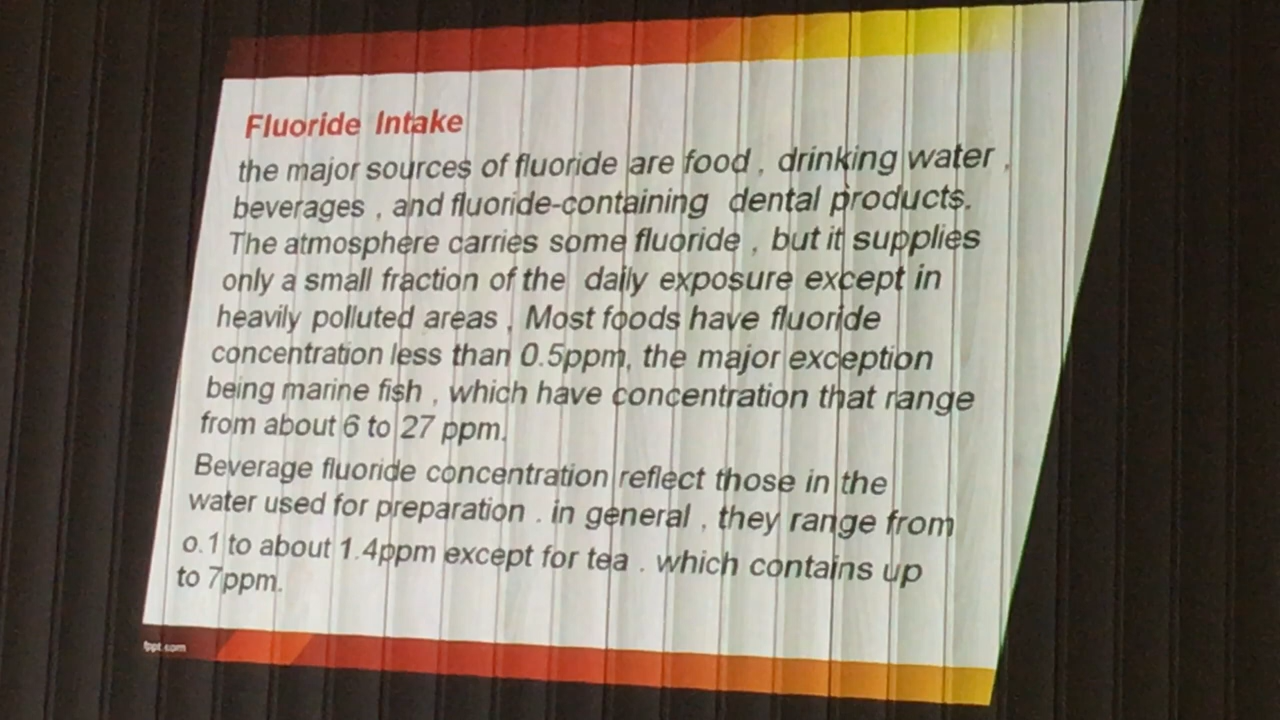 Fluoride Intake
the major sources of fluoride are food , drinking water ,
beverages , and fluoride-containing dental products.
The atmosphere carries some fluoride , but it supplies
only a small fraction of the daily exposure except in
heavily polluted areas . Most foods have fluoride
concentration less than 0.5ppm, the major exception
being marine fish , which have concentration that range
from about 6 to 27 ppm.
Beverage fluoride concentration reflect those in the
water used for preparation . in general , they range from
o.1 to about 1.4ppm except for tea . which contains up
to 7ppm.
fppt.com